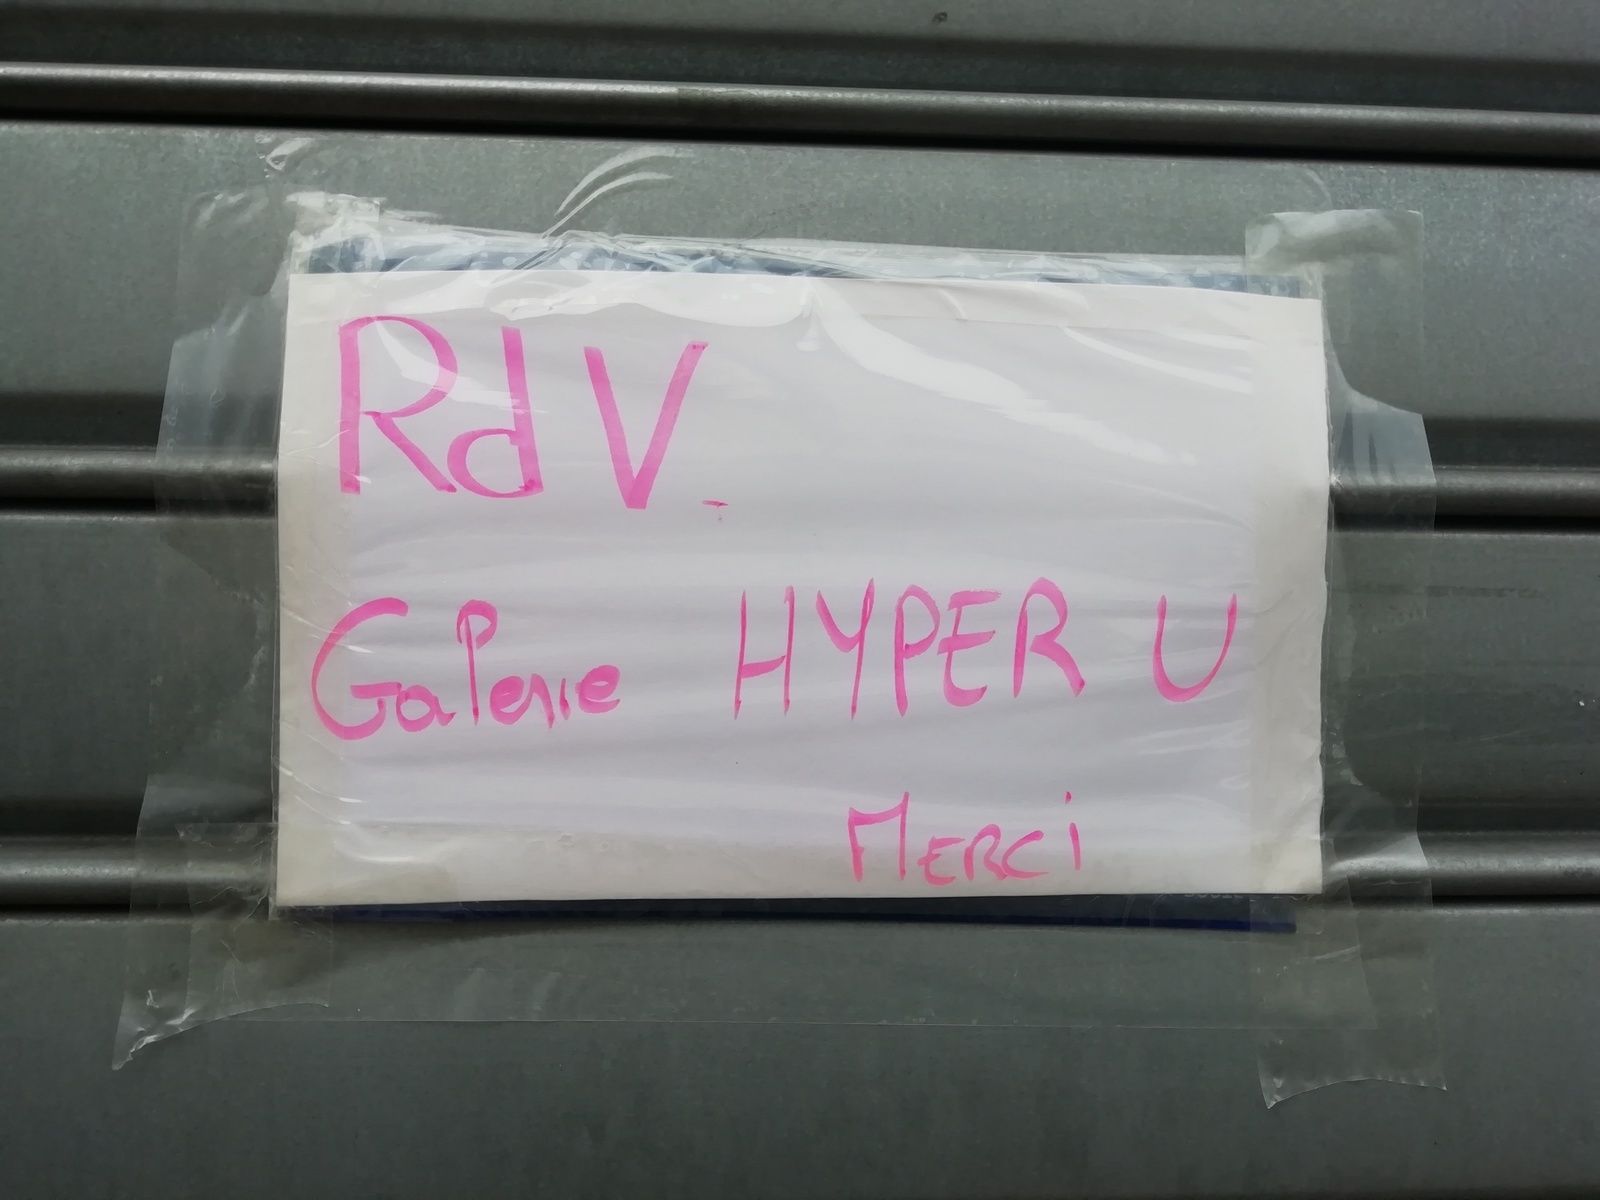 RdV.
Galerie HYPER U
MERCi